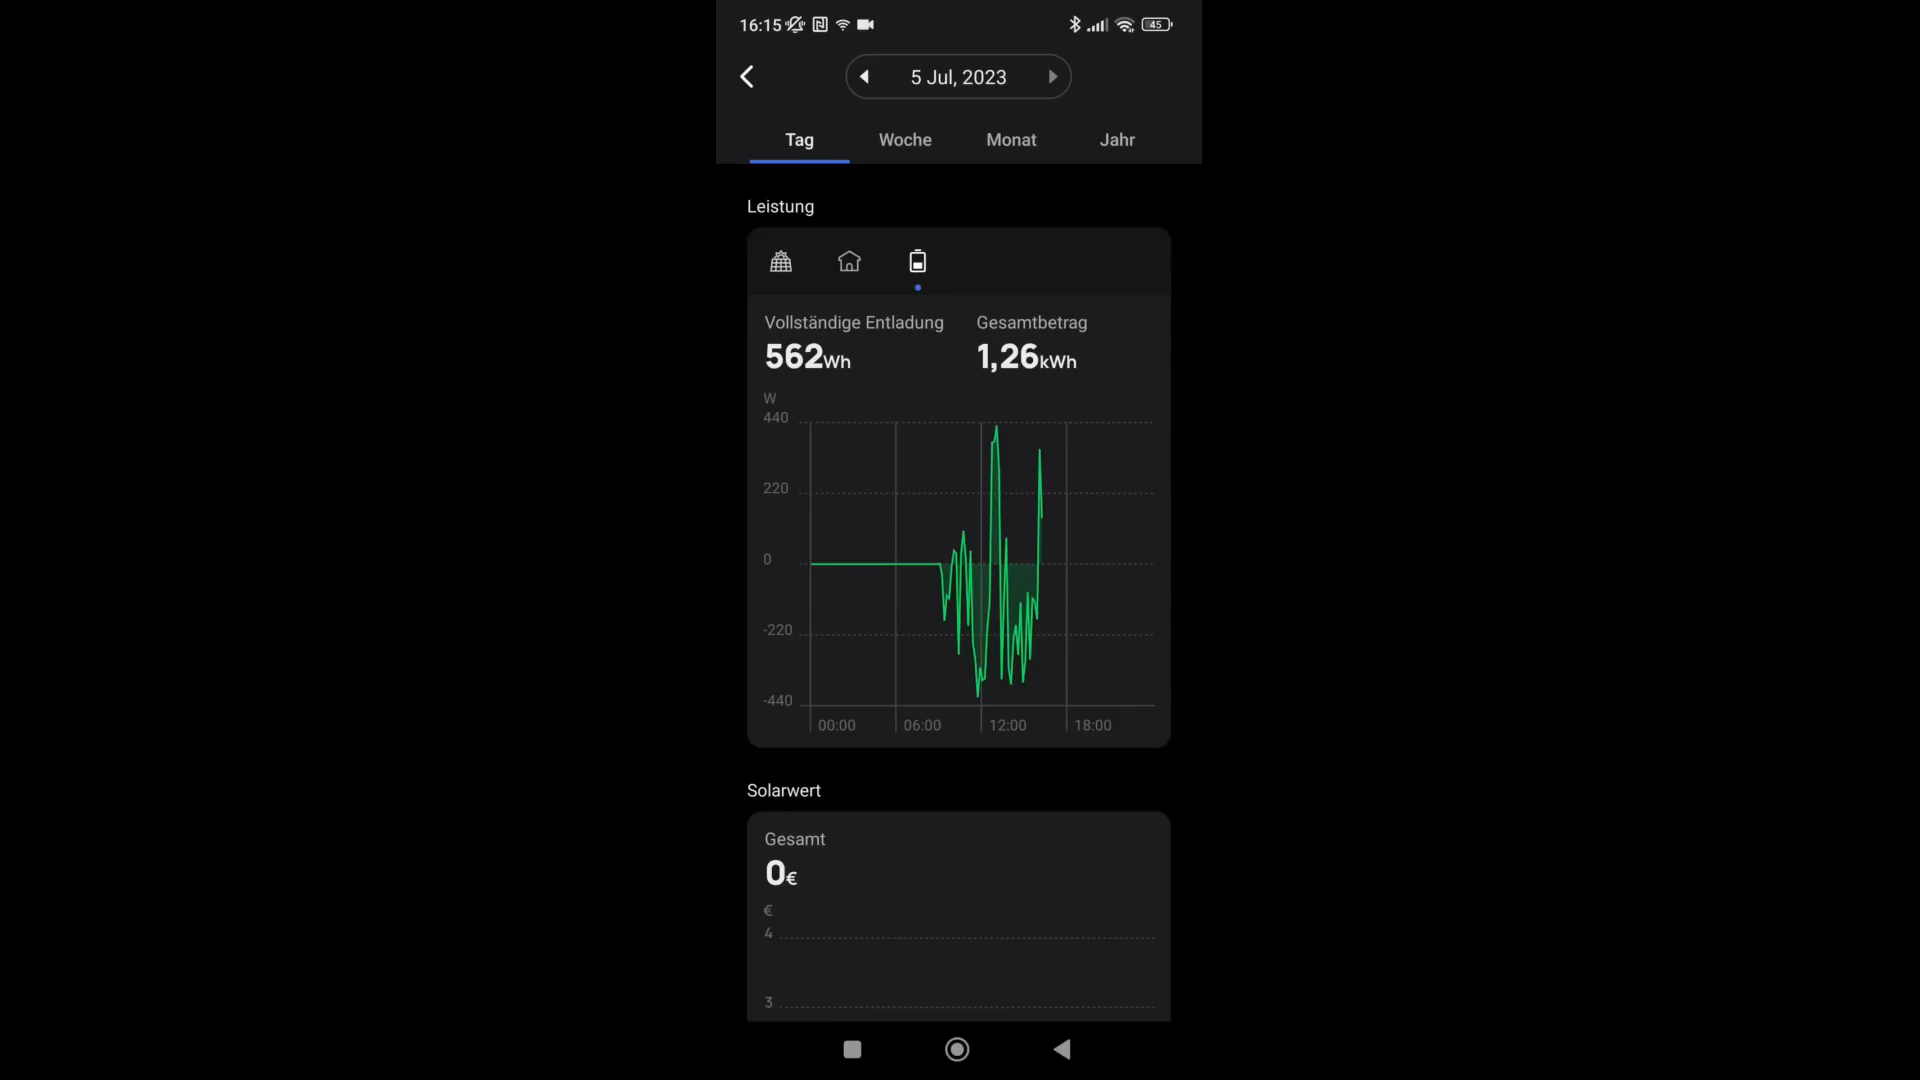 16:15 45
5 Jul, 2023
Tag Woche Monat Jahr
Leistung
Vollständige Entladung Gesamtbetrag
562Wh 1,26kWh
W
440
220
0
-220
-440
00:00 06:00 12:00 18:00
Solarwert
Gesamt
0€
€
4
3